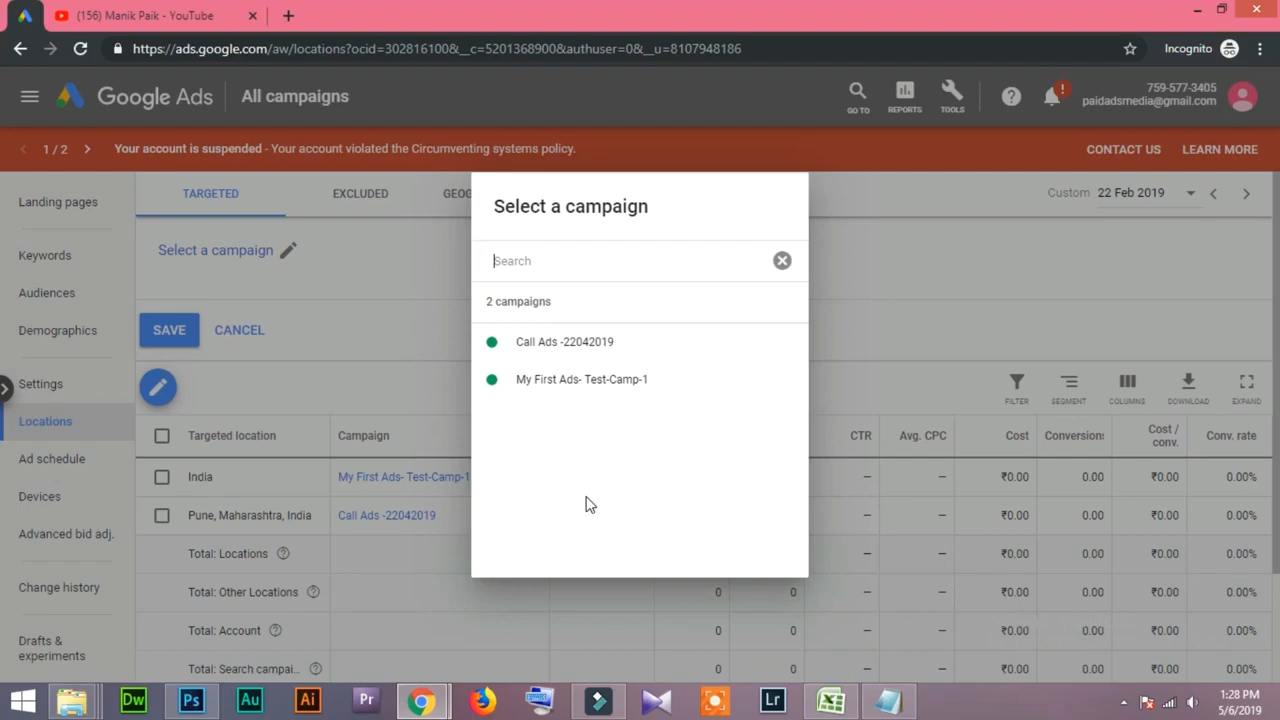 (156) Manik Paik - YouTube
https://ads.google.com/aw/locations?ocid=302816100&__c=5201368900&authuser=0&__u=8107948186
Incognito
Google Ads
All campaigns
GO TO
REPORTS
TOOLS
759-577-3405
paidadsmedia@gmail.com
1 / 2
Your account is suspended - Your account violated the Circumventing systems policy.
CONTACT US
LEARN MORE
Landing pages
Keywords
Audiences
Demographics
Settings
Locations
Ad schedule
Devices
Advanced bid adj.
Change history
Drafts &
experiments
TARGETED
EXCLUDED
GEOG
Custom
22 Feb 2019
Select a campaign
SAVE
CANCEL
Select a campaign
Search
2 campaigns
Call Ads -22042019
My First Ads- Test-Camp-1
FILTER
SEGMENT
COLUMNS
DOWNLOAD
EXPAND
Targeted location Campaign CTR Avg. CPC Cost Conversions Cost / conv. Conv. rate
India My First Ads- Test-Camp-1 – – ₹0.00 0.00 ₹0.00 0.00%
Pune, Maharashtra, India Call Ads -22042019 – – ₹0.00 0.00 ₹0.00 0.00%
Total: Locations – – ₹0.00 0.00 ₹0.00 0.00%
Total: Other Locations 0 0 – – ₹0.00 0.00 ₹0.00 0.00%
Total: Account 0 0 – – ₹0.00 0.00 ₹0.00 0.00%
Total: Search campai... 0 0 – – ₹0.00 0.00 ₹0.00 0.00%
Dw
Ps
Au
Ai
Pr
Lr
1:28 PM
5/6/2019